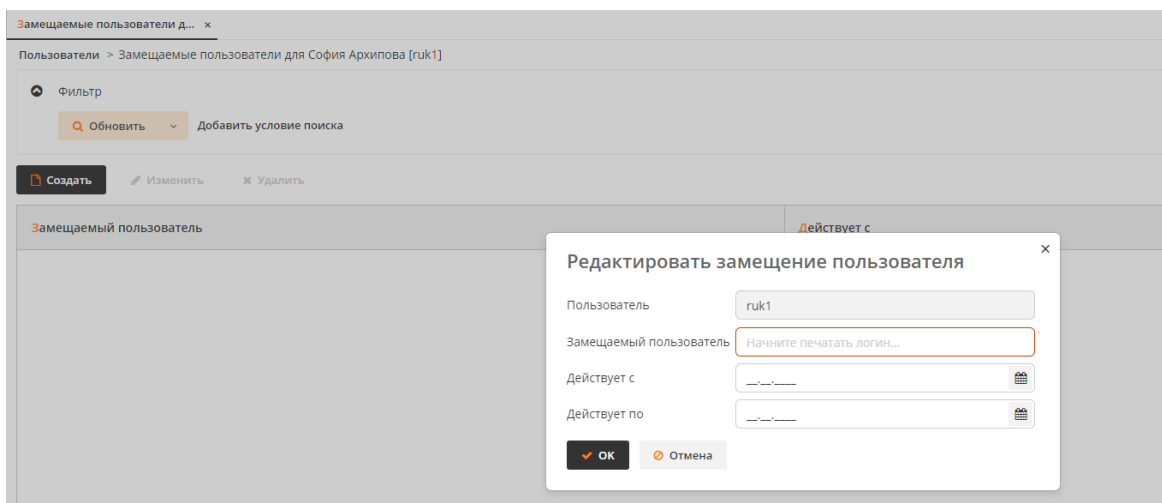 Замещаемые пользователи д... ×
Пользователи > Замещаемые пользователи для София Архипова [ruk1]
Фильтр
Обновить Добавить условие поиска
Создать Изменить Удалить
Замещаемый пользователь Действует с
Редактировать замещение пользователя ×
Пользователь ruk1
Замещаемый пользователь Начните печатать логин...
Действует с __.__.____
Действует по __.__.____
ОК Отмена